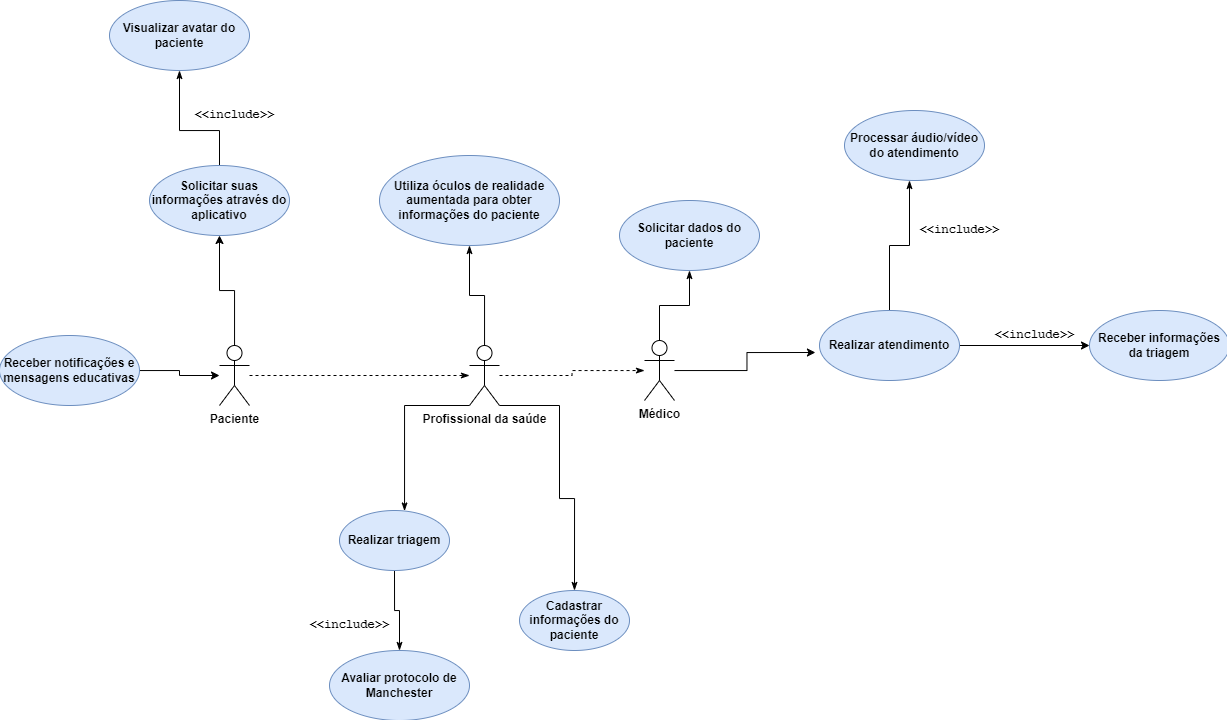 Visualizar avatar do
paciente
<<include>>
Solicitar suas
informações através do
aplicativo
Utiliza óculos de realidade
aumentada para obter
informações do paciente
Solicitar dados do
paciente
Processar áudio/vídeo
do atendimento
<<include>>
Receber notificações e
mensagens educativas
Paciente
Profissional da saúde
Médico
Realizar atendimento
<<include>>
Receber informações
da triagem
Realizar triagem
<<include>>
Avaliar protocolo de
Manchester
Cadastrar
informações do
paciente